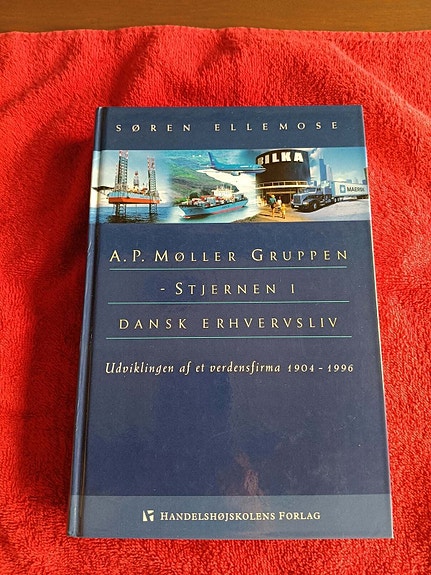 SØREN ELLEMOSE
BILKA
MAERSK
A.P. MØLLER GRUPPEN
- STJERNEN I
DANSK ERHVERVSLIV
Udviklingen af et verdensfirma 1904 - 1996
HANDELSHØJSKOLENS FORLAG